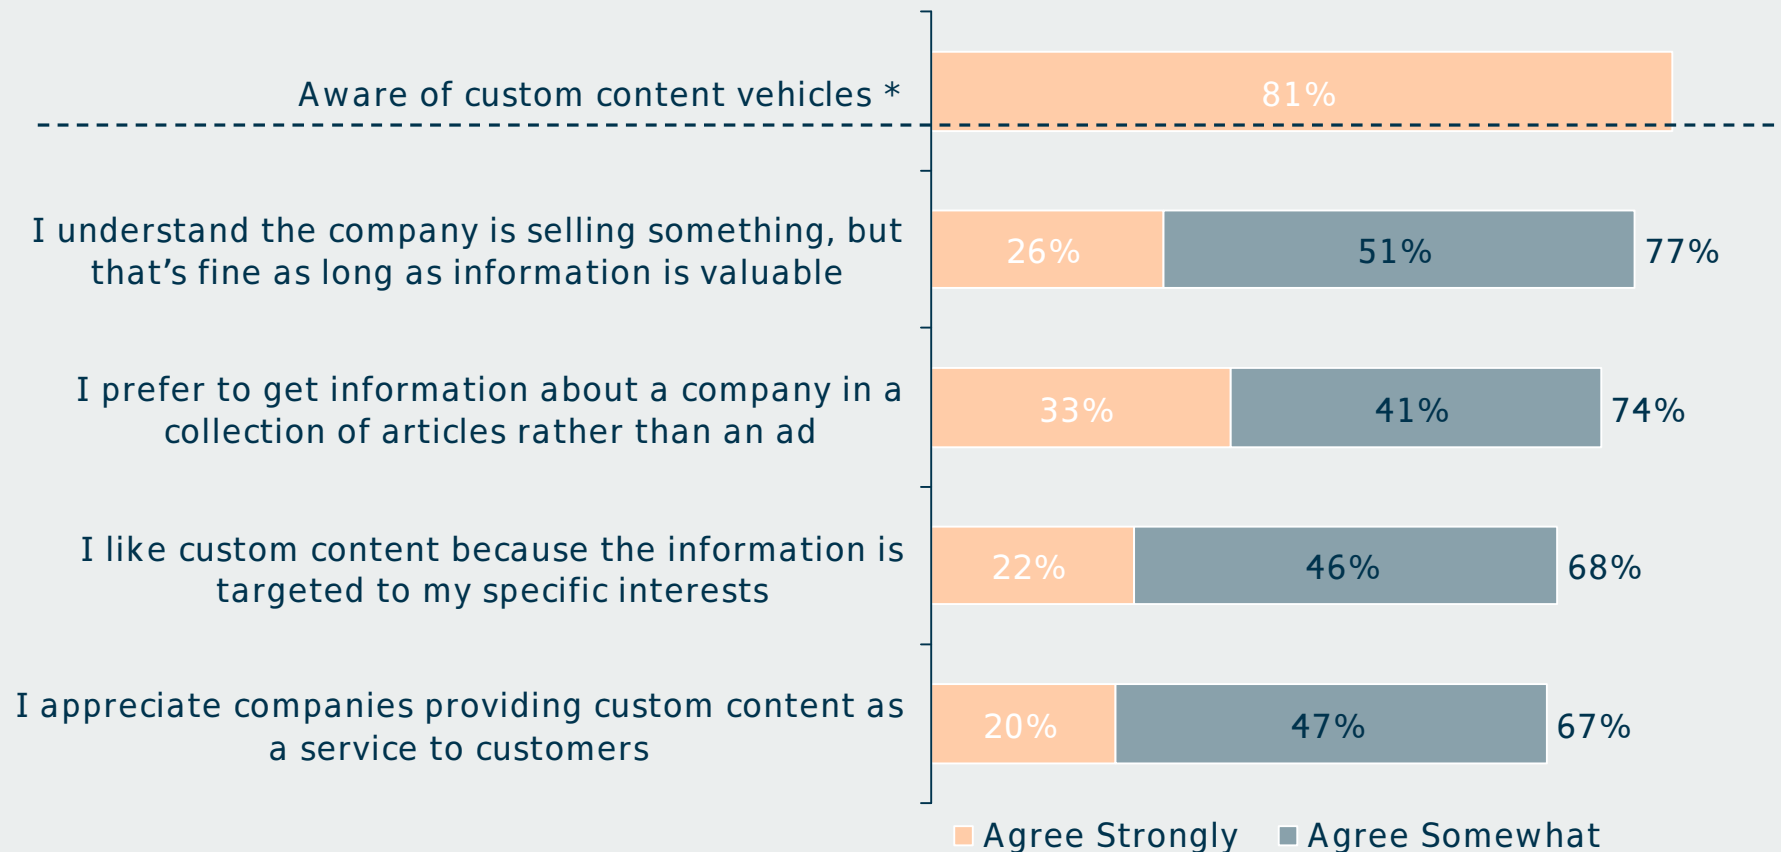 Aware of custom content vehicles *
81%
I understand the company is selling something, but
that’s fine as long as information is valuable
26%
51%
77%
I prefer to get information about a company in a
collection of articles rather than an ad
33%
41%
74%
I like custom content because the information is
targeted to my specific interests
22%
46%
68%
I appreciate companies providing custom content as
a service to customers
20%
47%
67%
Agree Strongly
Agree Somewhat